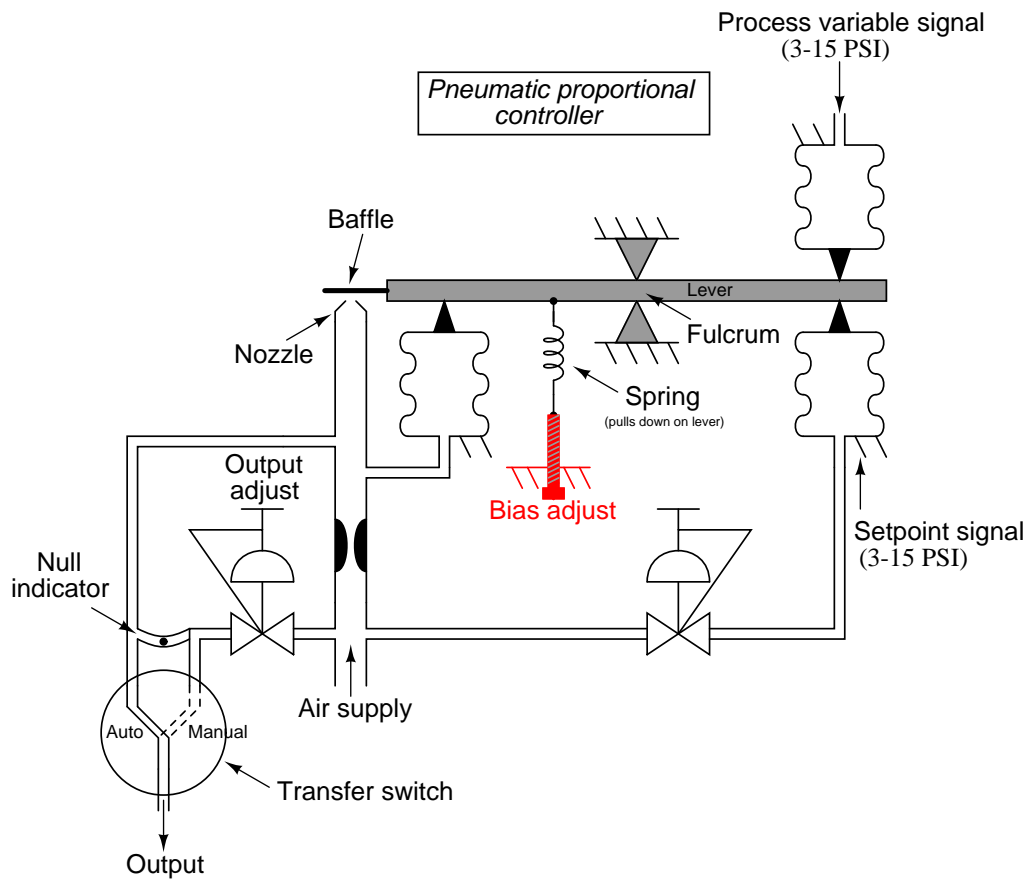 Process variable signal
(3-15 PSI)
Pneumatic proportional
controller
Baffle
Lever
Nozzle
Fulcrum
Spring
(pulls down on lever)
Output
adjust
Bias adjust
Setpoint signal
(3-15 PSI)
Null
indicator
Air supply
Auto
Manual
Transfer switch
Output